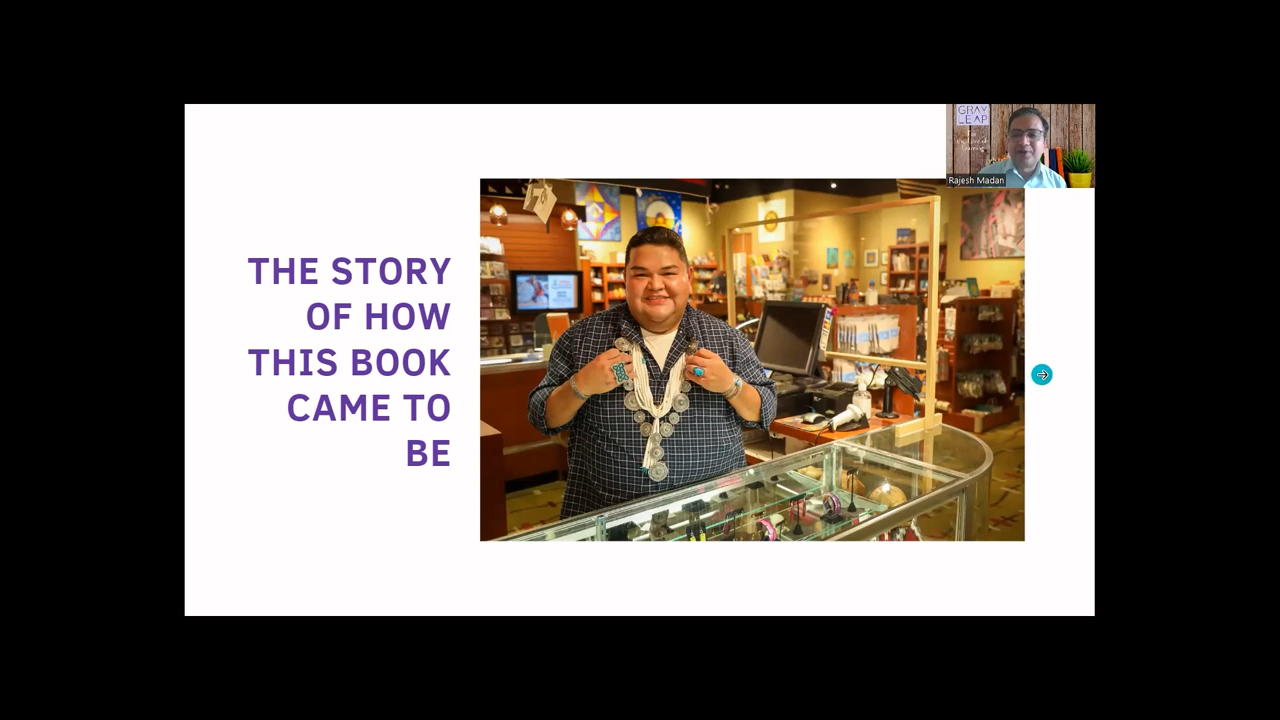 THE STORY
OF HOW
THIS BOOK
CAME TO
BE
GRAY
LEAP
Rajesh Madan